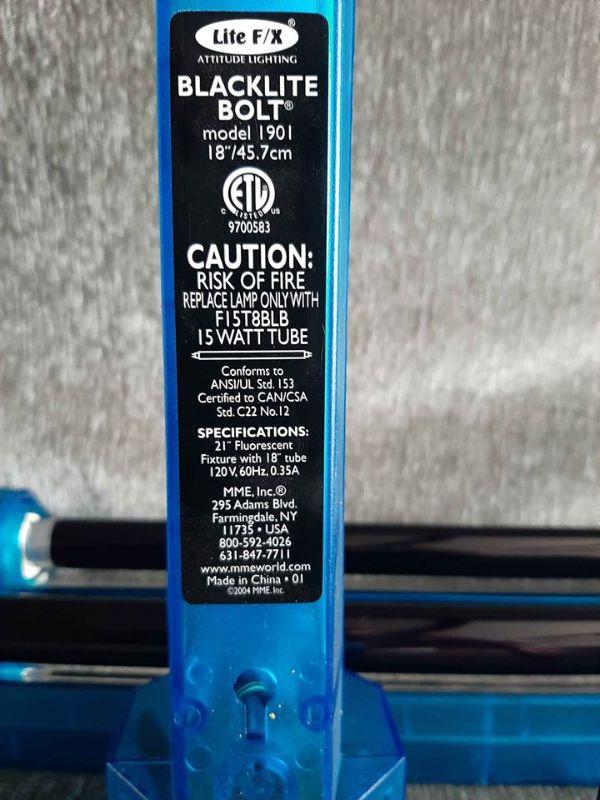 Lite F/X®
ATTITUDE LIGHTING
BLACKLITE
BOLT®
model 1901
18"/45.7cm
ETL
C LISTED US
9700583
CAUTION:
RISK OF FIRE
REPLACE LAMP ONLY WITH
F15T8BLB
15 WATT TUBE
Conforms to
ANSI/UL Std. 153
Certified to CAN/CSA
Std. C22 No.12
SPECIFICATIONS:
21" Fluorescent
Fixture with 18" tube
120V, 60Hz, 0.35A
MME, Inc.®
295 Adams Blvd.
Farmingdale, NY
11735 • USA
800-592-4026
631-847-7711
www.mmeworld.com
Made in China • 01
©2004 MME, Inc.